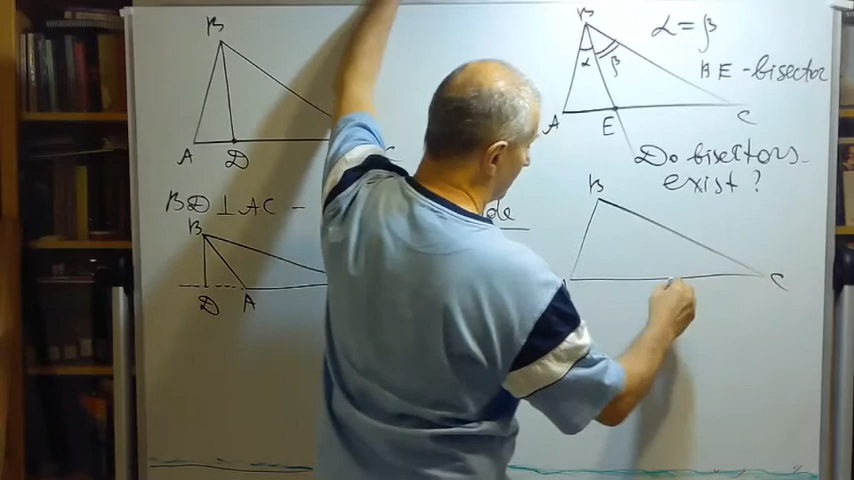 B
A
D
BD ⊥ AC -
B
D
A
B
α = β
α
β
BE - bisector
A
E
C
Do bisectors
exist ?
B
C